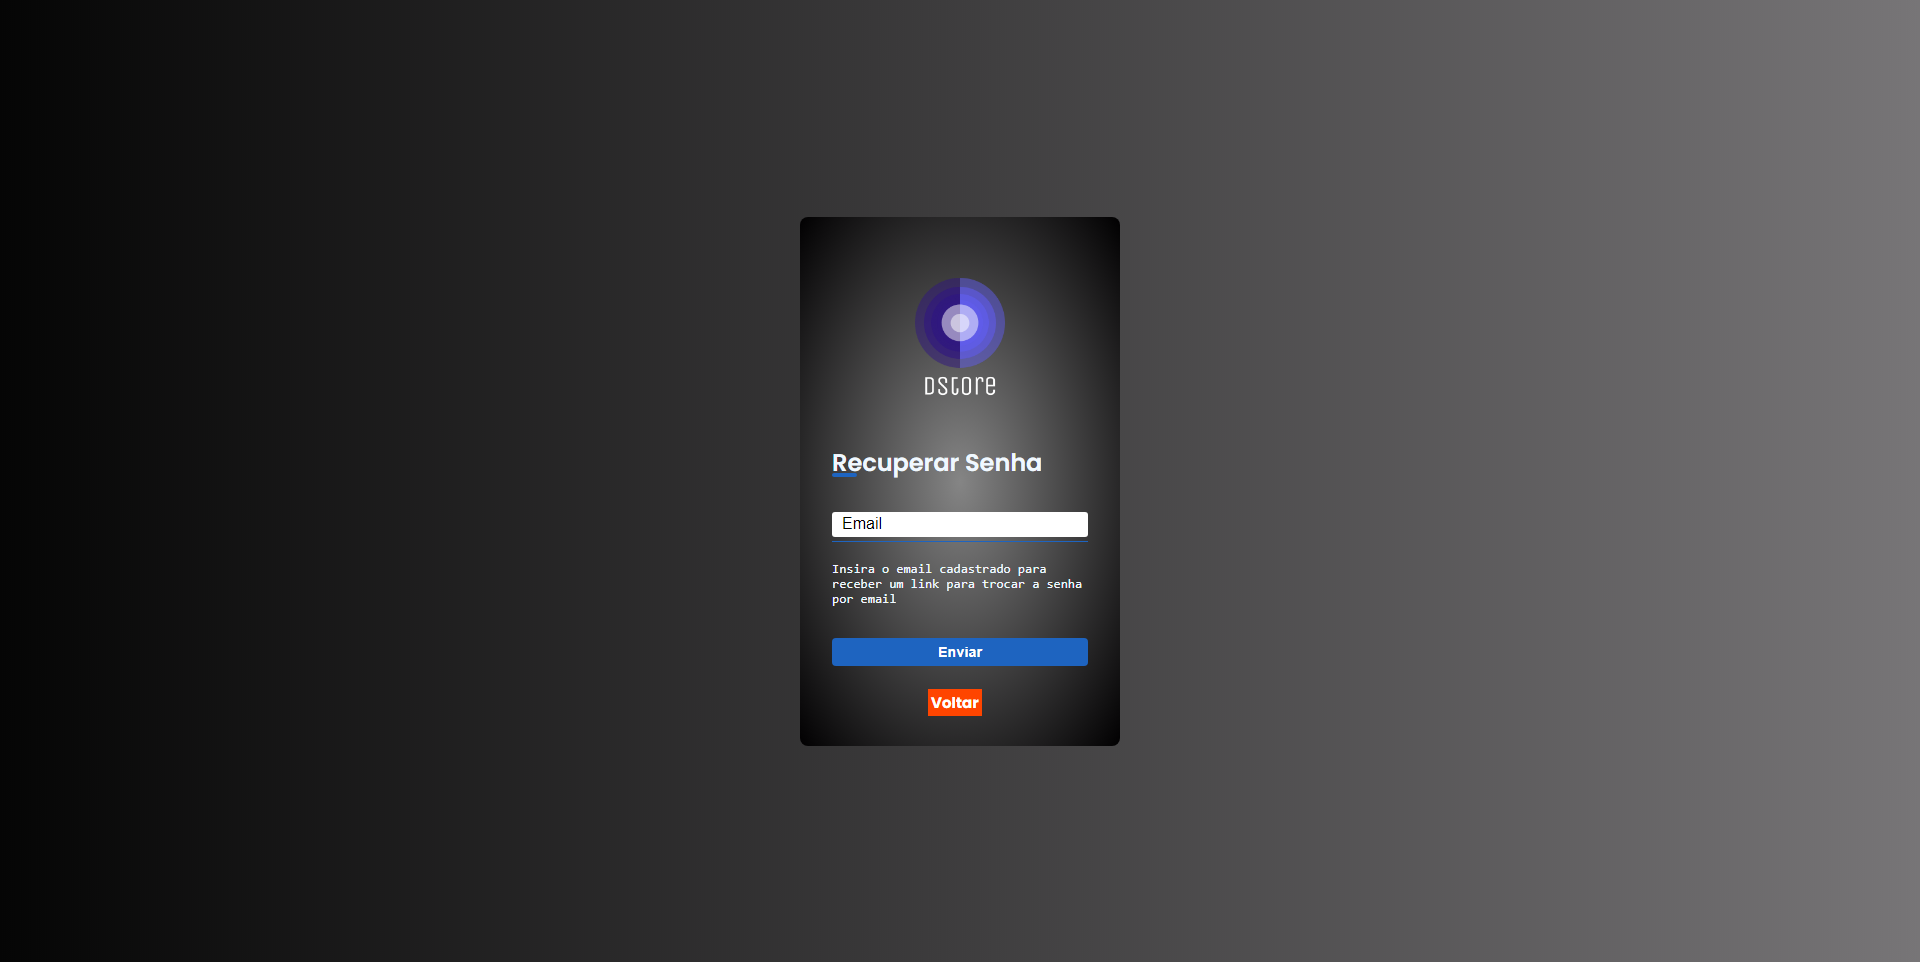 Dstore
Recuperar Senha
Email
Insira o email cadastrado para
receber um link para trocar a senha
por email
Enviar
Voltar